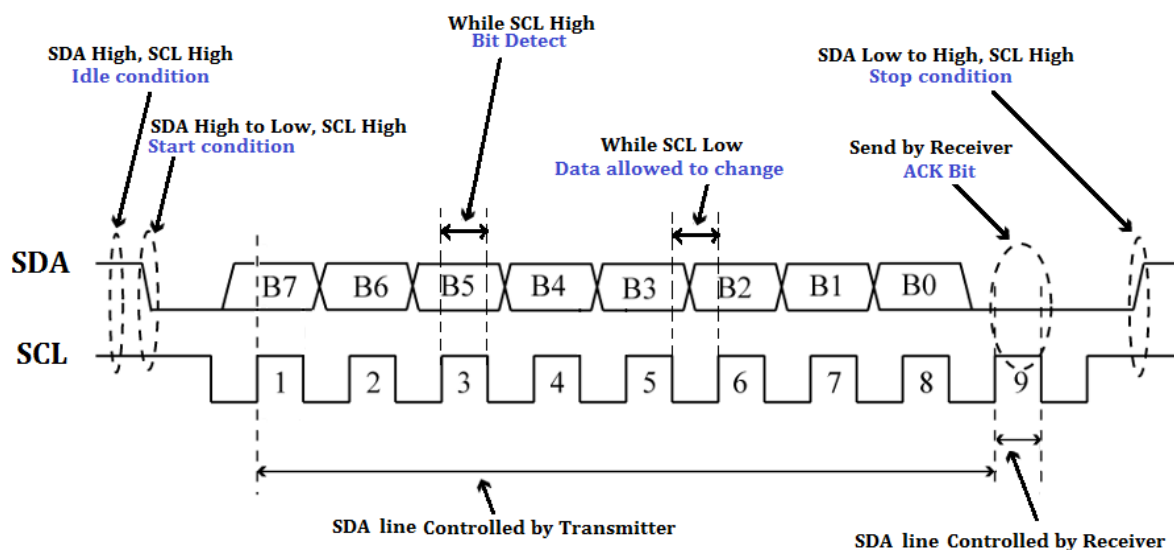 While SCL High
Bit Detect
SDA High, SCL High
Idle condition
SDA Low to High, SCL High
Stop condition
SDA High to Low, SCL High
Start condition
While SCL Low
Data allowed to change
Send by Receiver
ACK Bit
SDA
B7 B6 B5 B4 B3 B2 B1 B0
SCL
1 2 3 4 5 6 7 8 9
SDA line Controlled by Transmitter
SDA line Controlled by Receiver